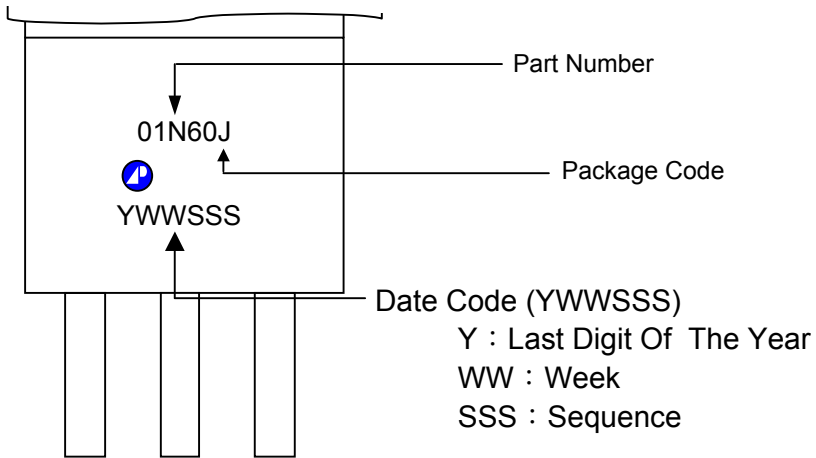 Part Number
01N60J
Package Code
YWWSSS
Date Code (YWWSSS)
Y：Last Digit Of The Year
WW：Week
SSS：Sequence